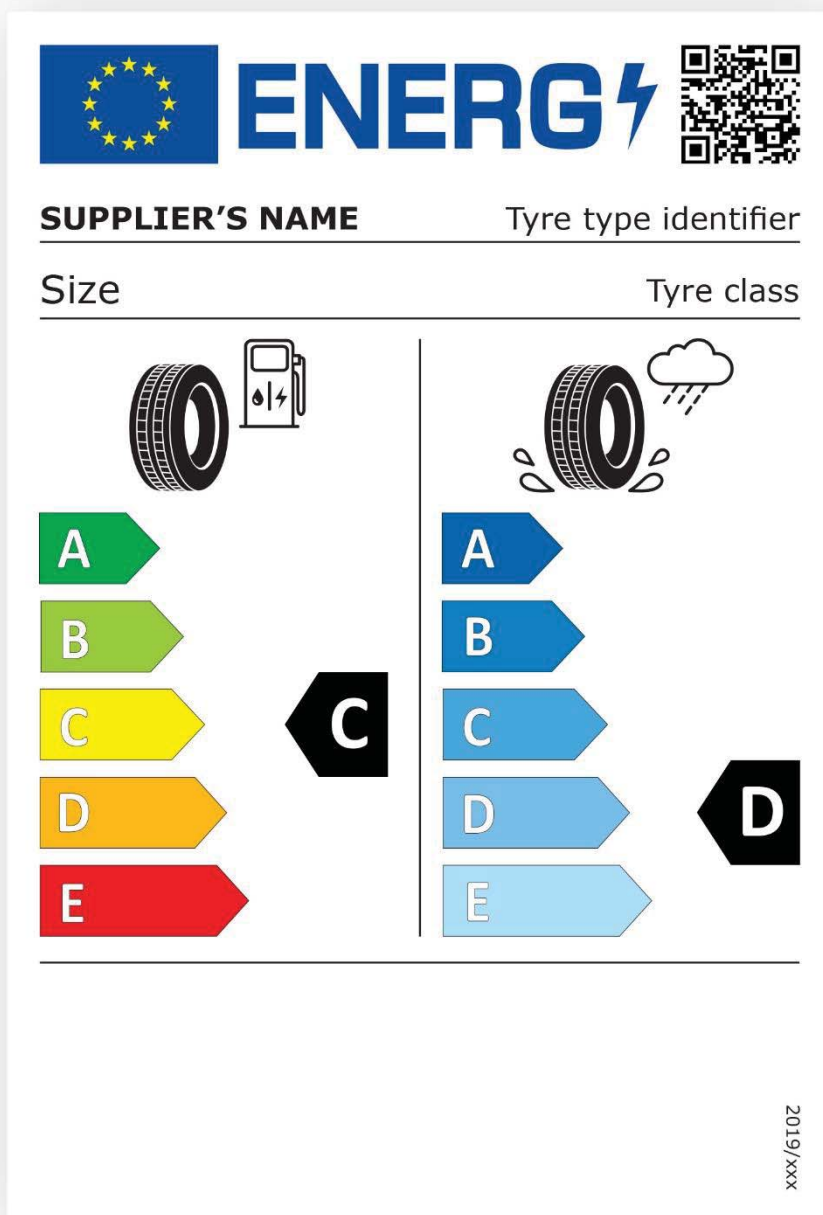 ENERG
SUPPLIER'S NAME Tyre type identifier
Size Tyre class
A A
B B
C C C
D D D
E E
2019/xxx